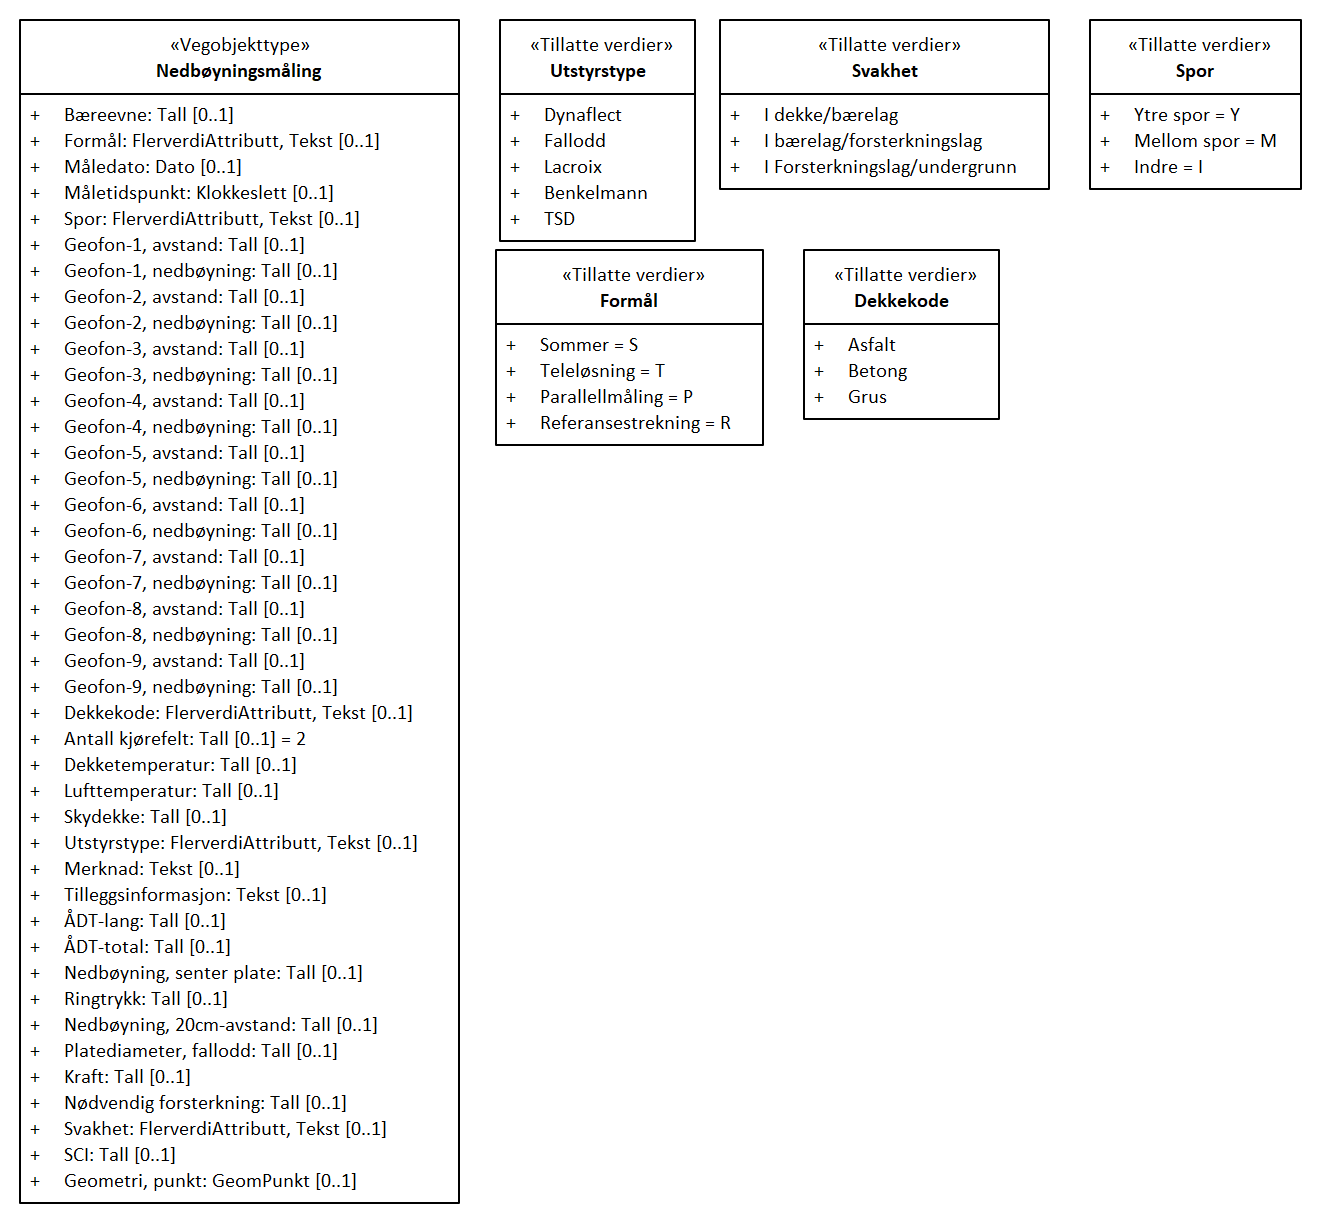 «Vegobjekttype»
Nedbøyningsmåling
+ Bæreevne: Tall [0..1]
+ Formål: FlerverdiAttributt, Tekst [0..1]
+ Måledato: Dato [0..1]
+ Måletidspunkt: Klokkeslett [0..1]
+ Spor: FlerverdiAttributt, Tekst [0..1]
+ Geofon-1, avstand: Tall [0..1]
+ Geofon-1, nedbøyning: Tall [0..1]
+ Geofon-2, avstand: Tall [0..1]
+ Geofon-2, nedbøyning: Tall [0..1]
+ Geofon-3, avstand: Tall [0..1]
+ Geofon-3, nedbøyning: Tall [0..1]
+ Geofon-4, avstand: Tall [0..1]
+ Geofon-4, nedbøyning: Tall [0..1]
+ Geofon-5, avstand: Tall [0..1]
+ Geofon-5, nedbøyning: Tall [0..1]
+ Geofon-6, avstand: Tall [0..1]
+ Geofon-6, nedbøyning: Tall [0..1]
+ Geofon-7, avstand: Tall [0..1]
+ Geofon-7, nedbøyning: Tall [0..1]
+ Geofon-8, avstand: Tall [0..1]
+ Geofon-8, nedbøyning: Tall [0..1]
+ Geofon-9, avstand: Tall [0..1]
+ Geofon-9, nedbøyning: Tall [0..1]
+ Dekkekode: FlerverdiAttributt, Tekst [0..1]
+ Antall kjørefelt: Tall [0..1] = 2
+ Dekketemperatur: Tall [0..1]
+ Lufttemperatur: Tall [0..1]
+ Skydekke: Tall [0..1]
+ Utstyrstype: FlerverdiAttributt, Tekst [0..1]
+ Merknad: Tekst [0..1]
+ Tilleggsinformasjon: Tekst [0..1]
+ ÅDT-lang: Tall [0..1]
+ ÅDT-total: Tall [0..1]
+ Nedbøyning, senter plate: Tall [0..1]
+ Ringtrykk: Tall [0..1]
+ Nedbøyning, 20cm-avstand: Tall [0..1]
+ Platediameter, fallodd: Tall [0..1]
+ Kraft: Tall [0..1]
+ Nødvendig forsterkning: Tall [0..1]
+ Svakhet: FlerverdiAttributt, Tekst [0..1]
+ SCI: Tall [0..1]
+ Geometri, punkt: GeomPunkt [0..1]
«Tillatte verdier»
Utstyrstype
+ Dynaflect
+ Fallodd
+ Lacroix
+ Benkelmann
+ TSD
«Tillatte verdier»
Svakhet
+ I dekke/bærelag
+ I bærelag/forsterkningslag
+ I Forsterkningslag/undergrunn
«Tillatte verdier»
Spor
+ Ytre spor = Y
+ Mellom spor = M
+ Indre = I
«Tillatte verdier»
Formål
+ Sommer = S
+ Teleløsning = T
+ Parallellmåling = P
+ Referansestrekning = R
«Tillatte verdier»
Dekkekode
+ Asfalt
+ Betong
+ Grus